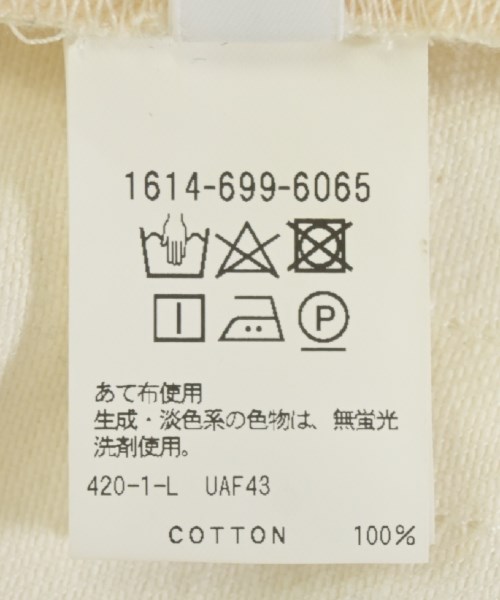 1614-699-6065
P
あて布使用
生成・淡色系の色物は、無蛍光
洗剤使用。
420-1-L UAF43
COTTON 100%